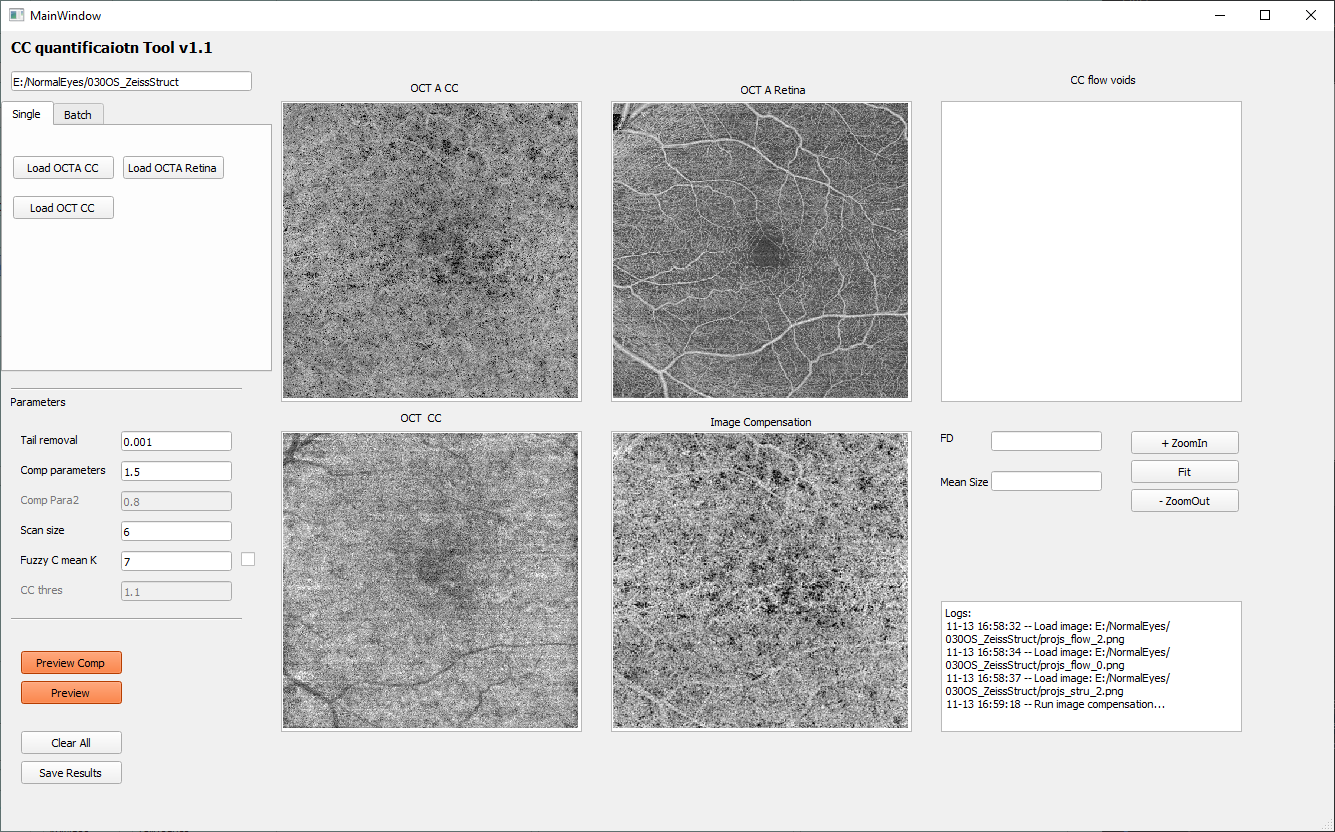 MainWindow
CC quantificaiotn Tool v1.1
E:/NormalEyes/030OS_ZeissStruct
Single
Batch
Load OCTA CC
Load OCTA Retina
Load OCT CC
Parameters
Tail removal
0.001
Comp parameters
1.5
Comp Para2
0.8
Scan size
6
Fuzzy C mean K
7
CC thres
1.1
Preview Comp
Preview
Clear All
Save Results
OCT A CC
OCT A Retina
CC flow voids
OCT  CC
Image Compensation
FD
Mean Size
+ ZoomIn
Fit
- ZoomOut
Logs:
11-13 16:58:32 -- Load image: E:/NormalEyes/
030OS_ZeissStruct/projs_flow_2.png
11-13 16:58:34 -- Load image: E:/NormalEyes/
030OS_ZeissStruct/projs_flow_0.png
11-13 16:58:37 -- Load image: E:/NormalEyes/
030OS_ZeissStruct/projs_stru_2.png
11-13 16:59:18 -- Run image compensation...